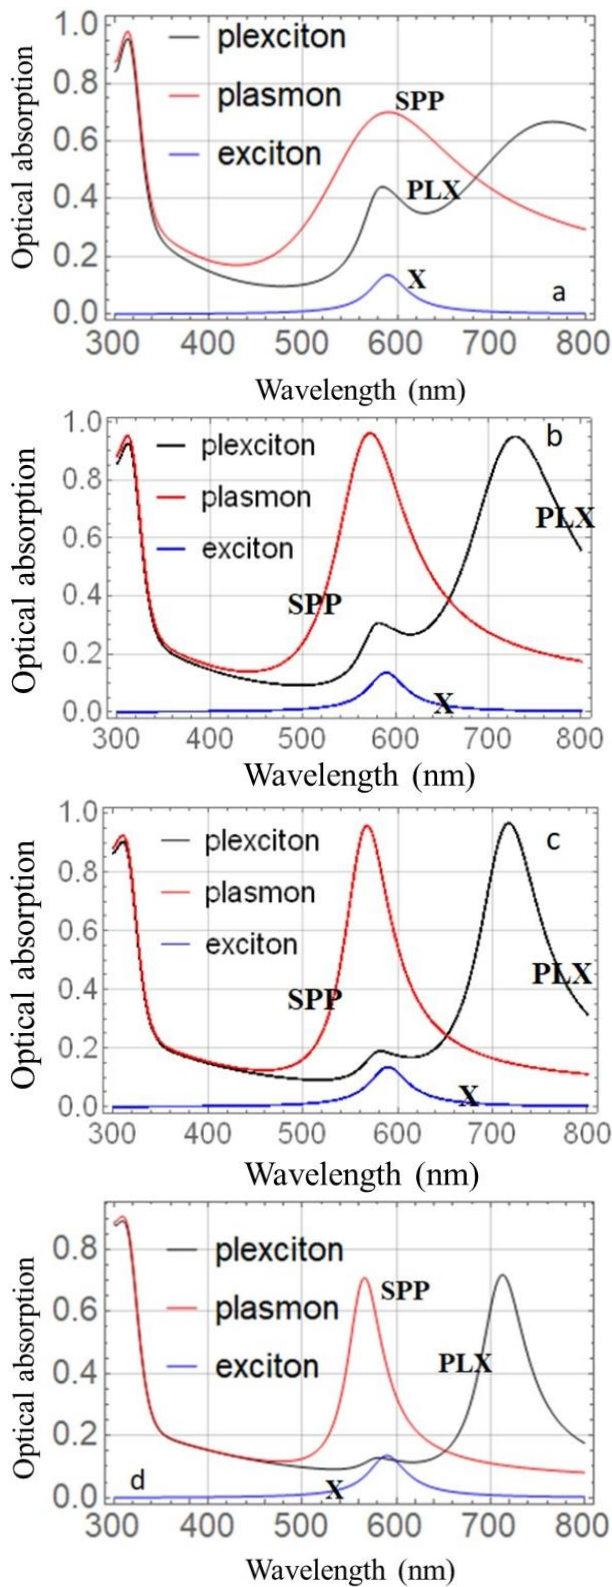 1.0
plexciton
0.8
plasmon
SPP
0.6
exciton
PLX
0.4
0.2
X
a
0.0
300 400 500 600 700 800
Optical absorption
Wavelength (nm)
1.0
plexciton
b
0.8
plasmon
PLX
exciton
0.6
SPP
0.4
0.2
X
0.0
300 400 500 600 700 800
Optical absorption
Wavelength (nm)
1.0
plexciton
c
0.8
plasmon
exciton
0.6
PLX
SPP
0.4
0.2
X
0.0
300 400 500 600 700 800
Optical absorption
Wavelength (nm)
plexciton
0.8
SPP
plasmon
0.6
PLX
exciton
0.4
0.2
d
X
0.0
300 400 500 600 700 800
Optical absorption
Wavelength (nm)